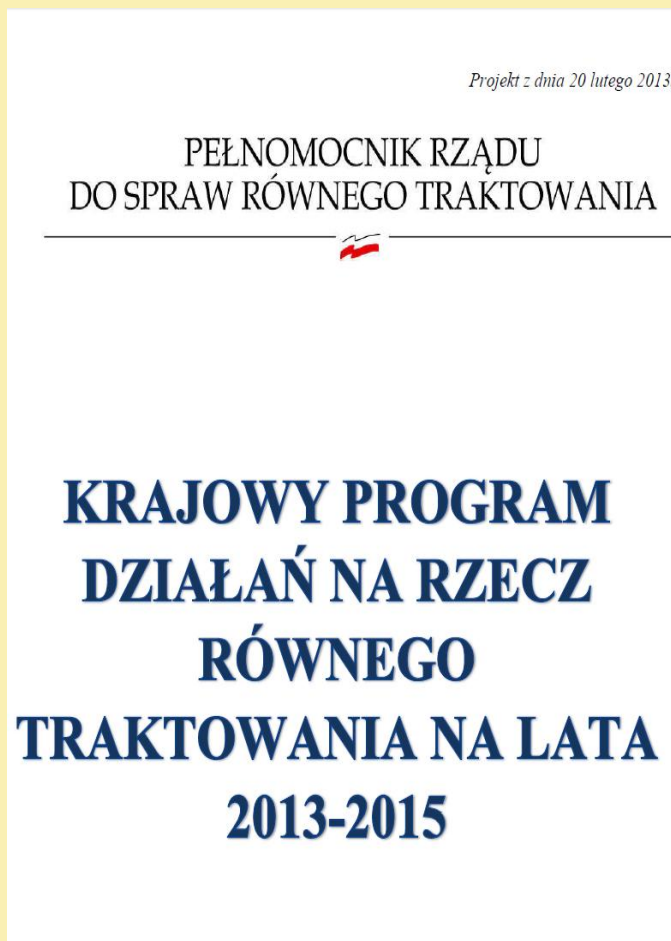 Projekt z dnia 20 lutego 2013
PEŁNOMOCNIK RZĄDU
DO SPRAW RÓWNEGO TRAKTOWANIA
KRAJOWY PROGRAM
DZIAŁAŃ NA RZECZ
RÓWNEGO
TRAKTOWANIA NA LATA
2013-2015